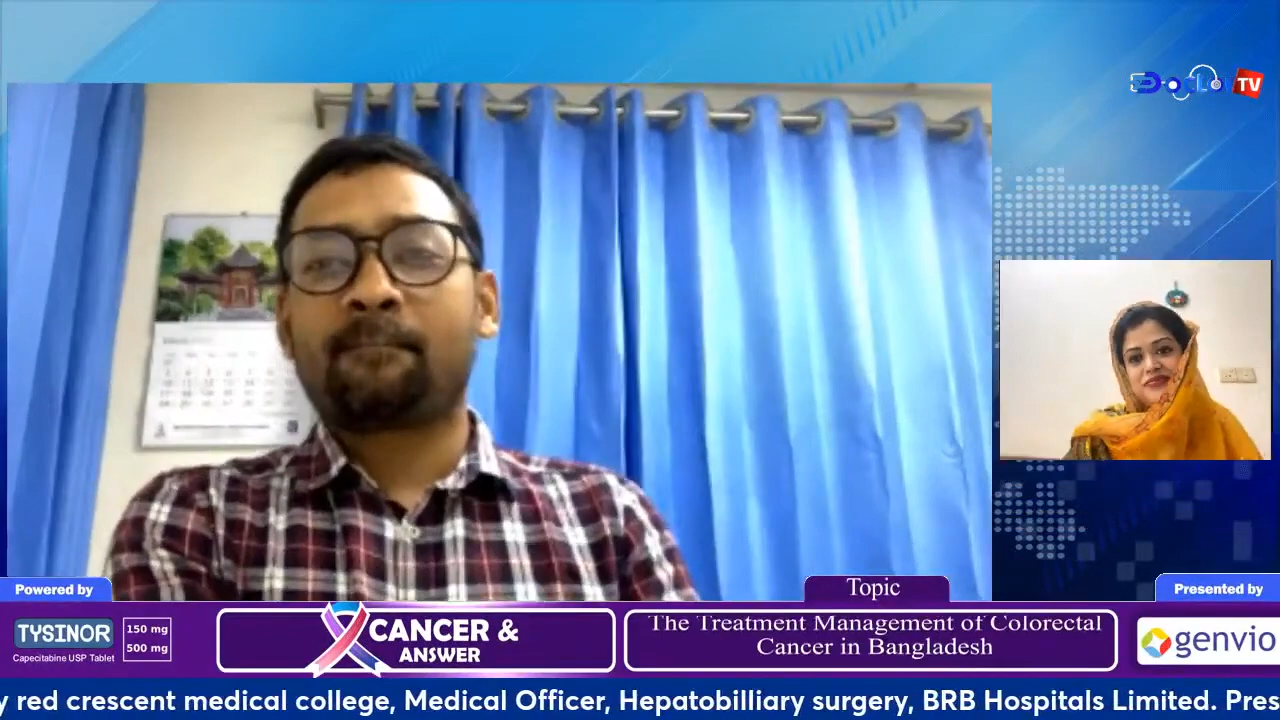 TV
Powered by
Topic
Presented by
TYSINOR
150 mg
500 mg
Capecitabine USP Tablet
CANCER &
ANSWER
The Treatment Management of Colorectal
Cancer in Bangladesh
genvio
y red crescent medical college, Medical Officer, Hepatobilliary surgery, BRB Hospitals Limited. Pres